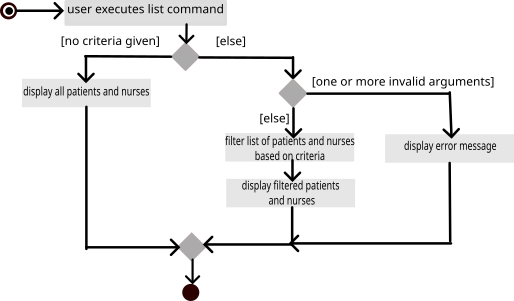 user executes list command
[no criteria given]
[else]
[one or more invalid arguments]
display all patients and nurses
[else]
filter list of patients and nurses
based on criteria
display error message
display filtered patients
and nurses